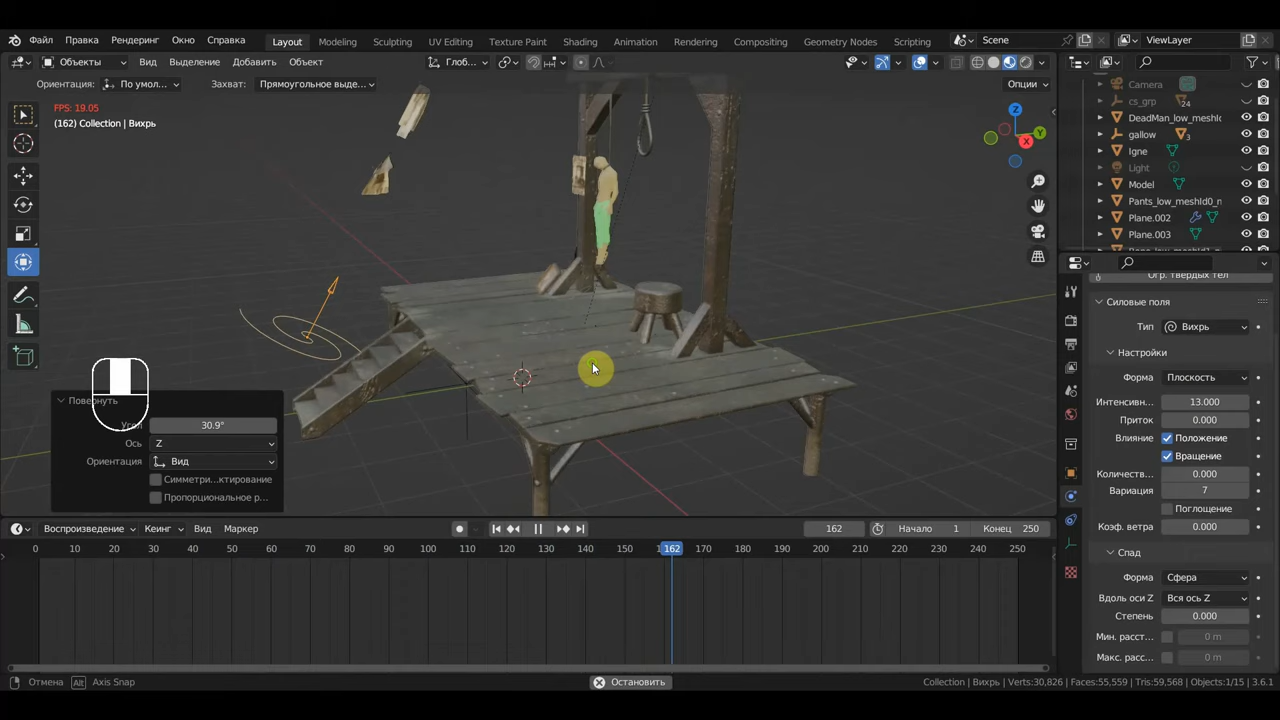 Файл Правка Рендеринг Окно Справка Layout Modeling Sculpting UV Editing Texture Paint Shading Animation Rendering Compositing Geometry Nodes Scripting Scene ViewLayer
Объекты Вид Выделение Добавить Объект Глоб...
Ориентация: По умол... Захват: Прямоугольное выде... Опции
FPS: 19.05
(162) Collection | Вихрь
Camera
cs_grp 24
DeadMan_low_meshId
gallow 3
Igne
Light
Model
Pants_low_meshId0_n
Plane.002
Plane.003
Z
Y
X
Огр. твердых тел
Силовые поля
Тип Вихрь
Настройки
Форма Плоскость
Интенсивн... 13.000
Приток 0.000
Влияние Положение
Вращение
Количеств... 0.000
Вариация 7
Поглощение
Коэф. ветра 0.000
Спад
Форма Сфера
Вдоль оси Z Вся ось Z
Степень 0.000
Мин. расст... 0 m
Макс. расс... 0 m
Повернуть
Угол 30.9°
Ось Z
Ориентация Вид
Симметри...ктирование
Пропорциональное р...
Воспроизведение Кеинг Вид Маркер 162 Начало 1 Конец 250
0 10 20 30 40 50 60 70 80 90 100 110 120 130 140 150 162 170 180 190 200 210 220 230 240 250
Отмена Alt Axis Snap Остановить Collection | Вихрь | Verts:30,826 | Faces:55,559 | Tris:59,568 | Objects:1/15 | 3.6.1